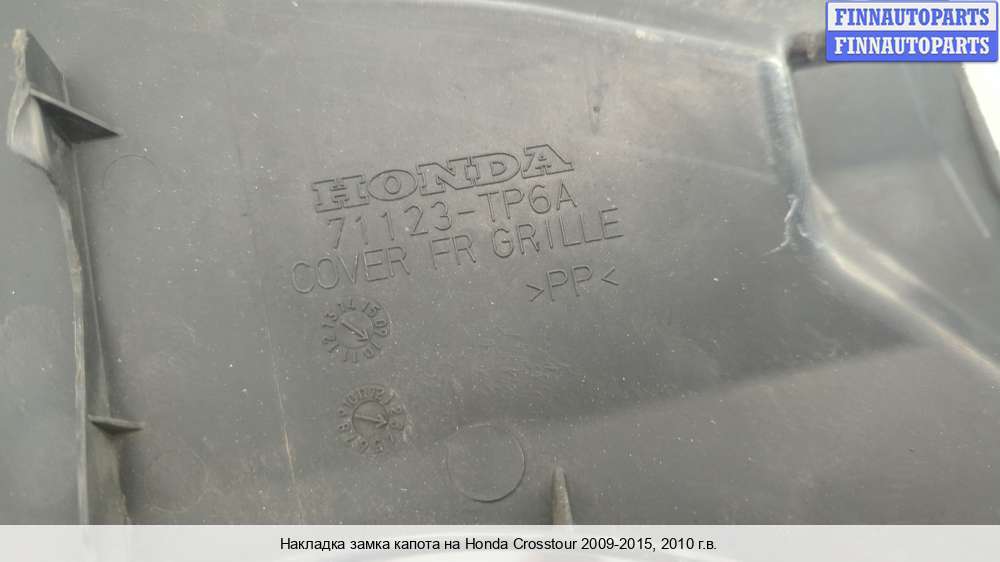 FINNAUTOPARTS
FINNAUTOPARTS
HONDA
71123-TP6A
COVER FR GRILLE
>PP<
Накладка замка капота на Honda Crosstour 2009-2015, 2010 г.в.